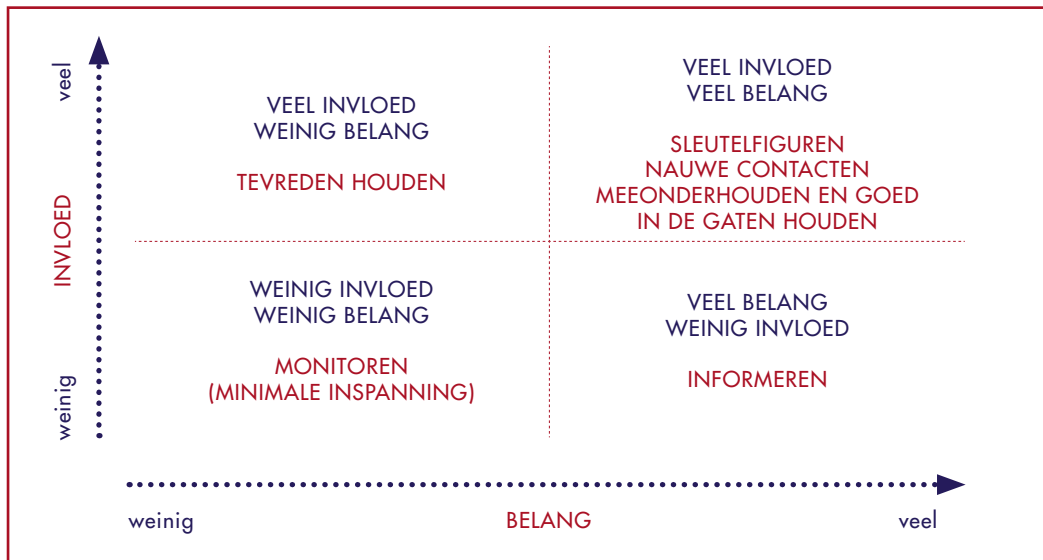 veel
INVLOED
weinig
VEEL INVLOED
WEINIG BELANG
TEVREDEN HOUDEN
VEEL INVLOED
VEEL BELANG
SLEUTELFIGUREN
NAUWE CONTACTEN
MEEONDERHOUDEN EN GOED
IN DE GATEN HOUDEN
WEINIG INVLOED
WEINIG BELANG
MONITOREN
(MINIMALE INSPANNING)
VEEL BELANG
WEINIG INVLOED
INFORMEREN
weinig
BELANG
veel